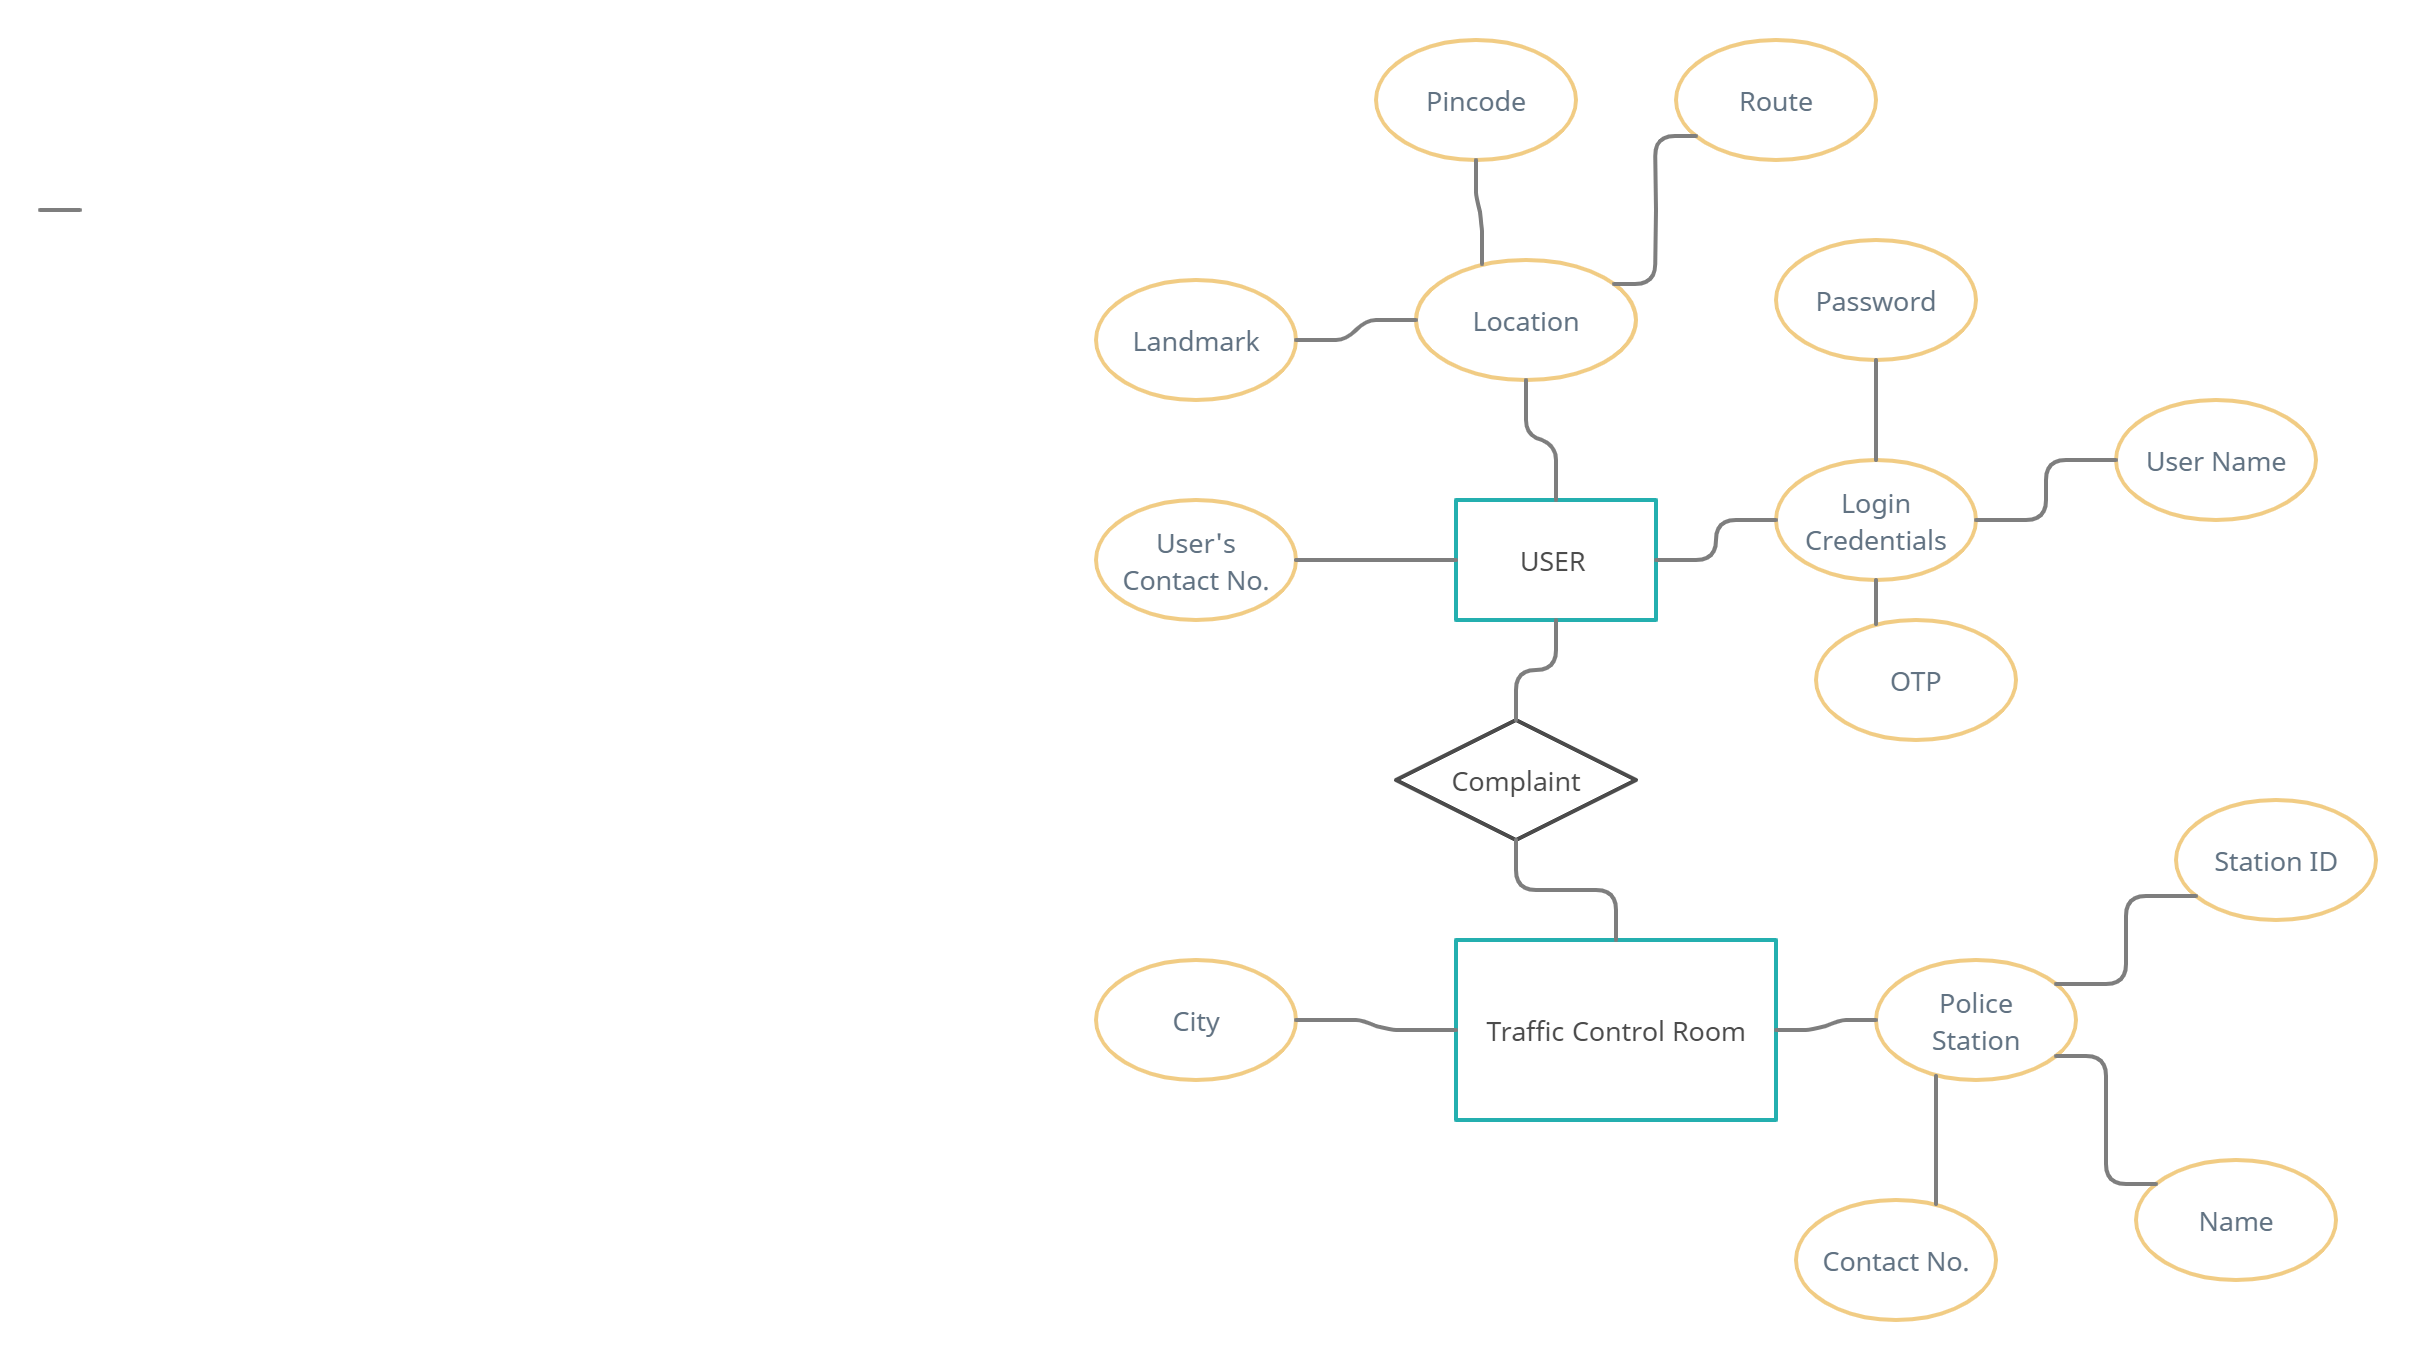 Pincode
Route
Landmark
Location
Password
User Name
User's
Contact No.
USER
Login
Credentials
OTP
Complaint
Station ID
City
Traffic Control Room
Police
Station
Name
Contact No.